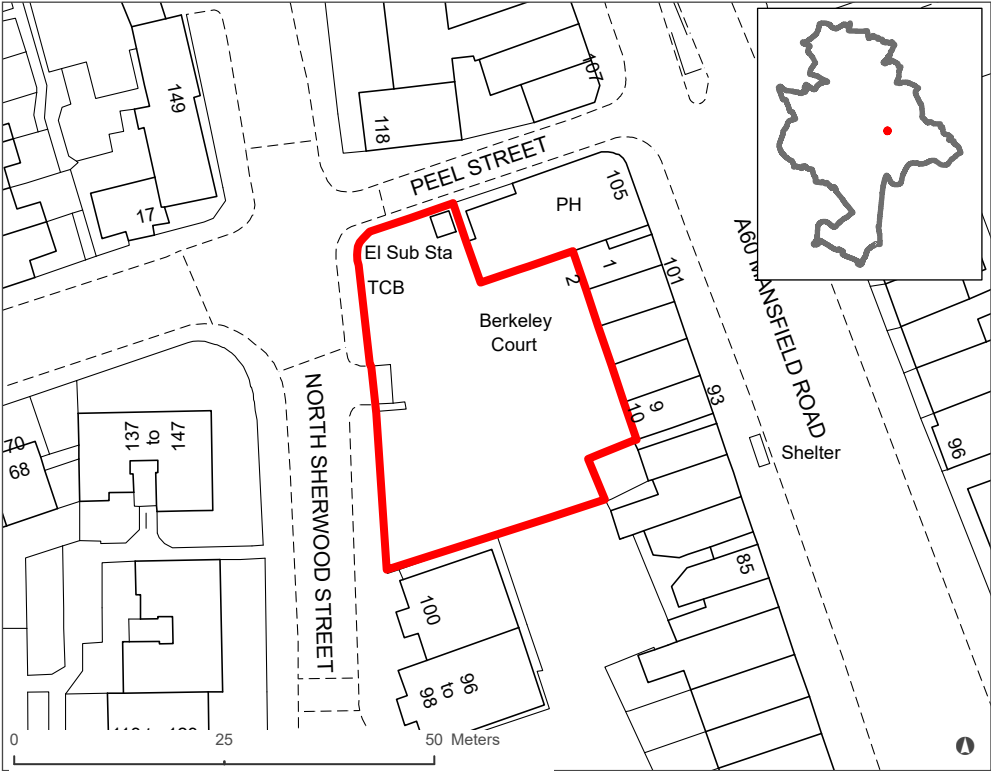 149
107
118
PEEL STREET
17
PH
105
El Sub Sta
TCB
1
2
101
A60 MANSFIELD ROAD
Berkeley
Court
NORTH SHERWOOD STREET
137
to
147
70
68
10
9
93
Shelter
96
85
100
98
to
96
0 25 50 Meters